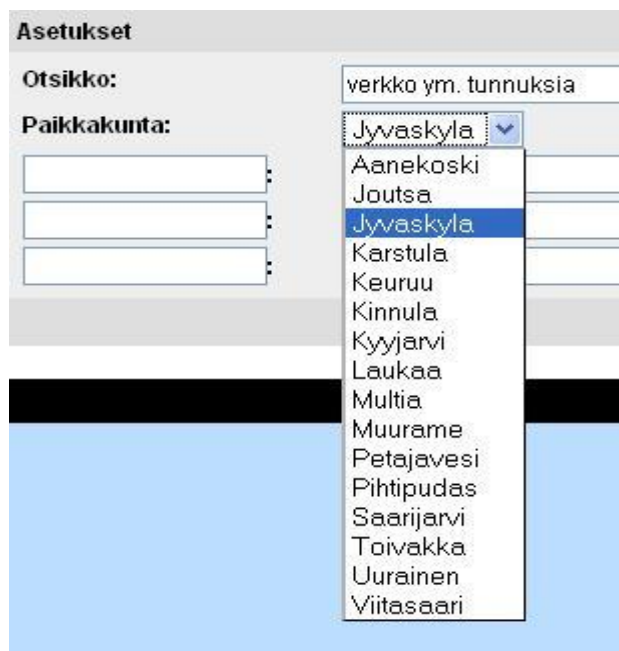 Asetukset
Otsikko: verkko ym. tunnuksia
Paikkakunta: Jyvaskyla
:
:
:
Aanekoski
Joutsa
Jyvaskyla
Karstula
Keuruu
Kinnula
Kyyjarvi
Laukaa
Multia
Muurame
Petajavesi
Pihtipudas
Saarijarvi
Toivakka
Uurainen
Viitasaari